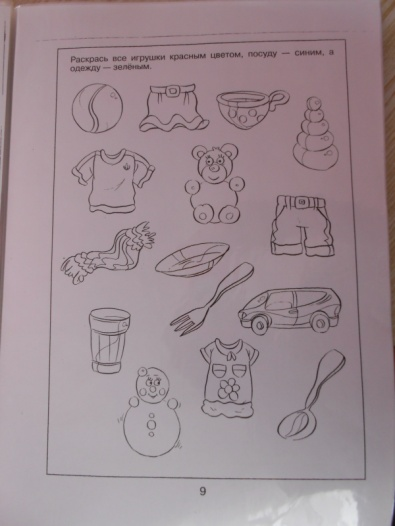 Раскрась все игрушки красным цветом, посуду — синим, а
одежду — зелёным.
9